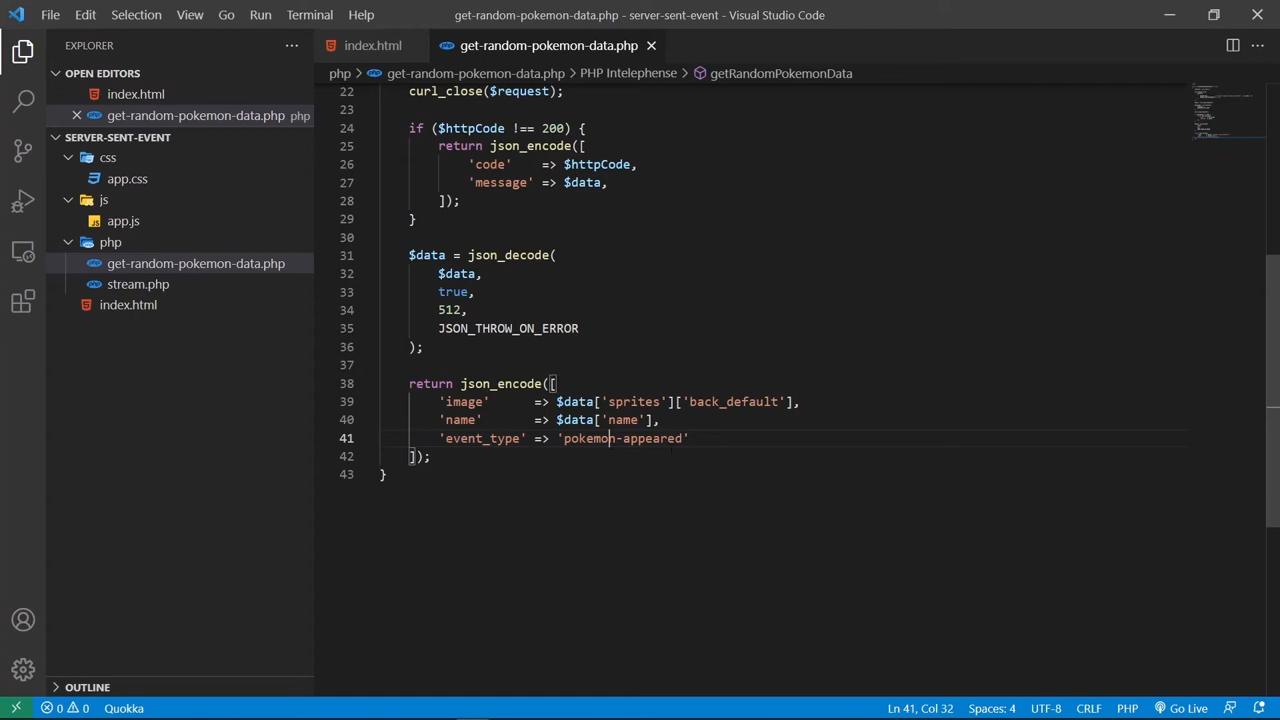 File Edit Selection View Go Run Terminal Help get-random-pokemon-data.php - server-sent-event - Visual Studio Code
EXPLORER
index.html get-random-pokemon-data.php
OPEN EDITORS
php get-random-pokemon-data.php PHP Intelephense getRandomPokemonData
index.html
get-random-pokemon-data.php php
SERVER-SENT-EVENT
css
app.css
js
app.js
php
get-random-pokemon-data.php
stream.php
index.html
22 curl_close($request);
23
24 if ($httpCode !== 200) {
25 return json_encode([
26 'code' => $httpCode,
27 'message' => $data,
28 ]);
29 }
30
31 $data = json_decode(
32 $data,
33 true,
34 512,
35 JSON_THROW_ON_ERROR
36 );
37
38 return json_encode([
39 'image' => $data['sprites']['back_default'],
40 'name' => $data['name'],
41 'event_type' => 'pokemon-appeared'
42 ]);
43 }
OUTLINE
0 0 Quokka Ln 41, Col 32 Spaces: 4 UTF-8 CRLF PHP Go Live